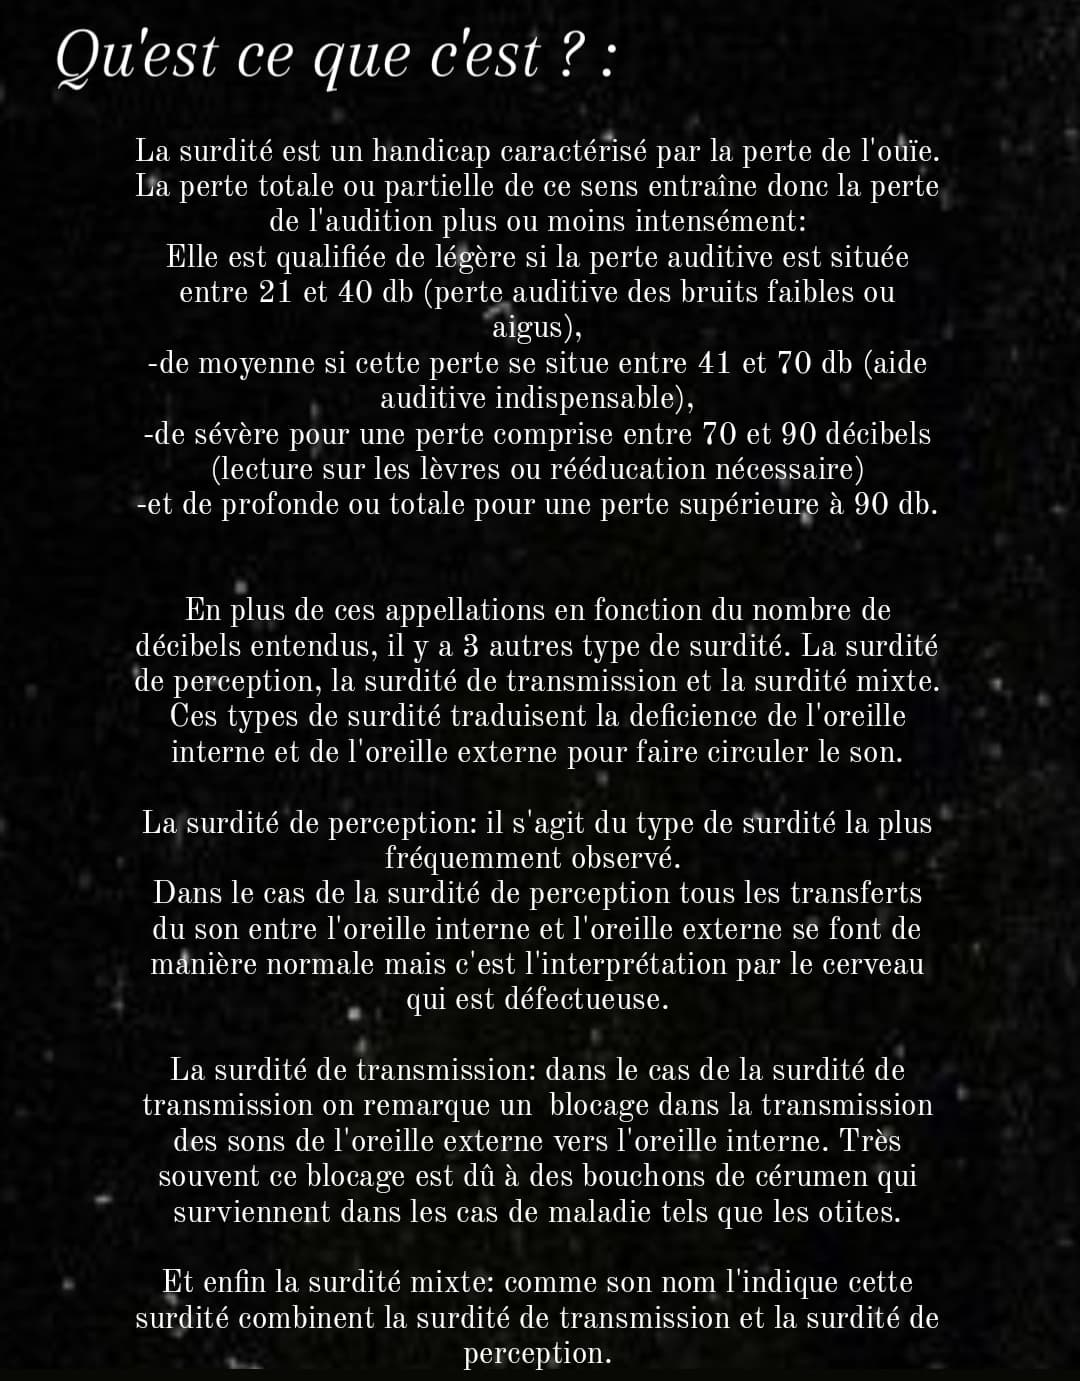 Qu'est ce que c'est ? :
La surdité est un handicap caractérisé par la perte de l'ouïe.
La perte totale ou partielle de ce sens entraîne donc la perte
de l'audition plus ou moins intensément:
Elle est qualifiée de légère si la perte auditive est située
entre 21 et 40 db (perte auditive des bruits faibles ou
aigus),
-de moyenne si cette perte se situe entre 41 et 70 db (aide
auditive indispensable),
-de sévère pour une perte comprise entre 70 et 90 décibels
(lecture sur les lèvres ou rééducation nécessaire)
-et de profonde ou totale pour une perte supérieure à 90 db.
En plus de ces appellations en fonction du nombre de
décibels entendus, il y a 3 autres type de surdité. La surdité
de perception, la surdité de transmission et la surdité mixte.
Ces types de surdité traduisent la deficience de l'oreille
interne et de l'oreille externe pour faire circuler le son.
La surdité de perception: il s'agit du type de surdité la plus
fréquemment observé.
Dans le cas de la surdité de perception tous les transferts
du son entre l'oreille interne et l'oreille externe se font de
manière normale mais c'est l'interprétation par le cerveau
qui est défectueuse.
La surdité de transmission: dans le cas de la surdité de
transmission on remarque un  blocage dans la transmission
des sons de l'oreille externe vers l'oreille interne. Très
souvent ce blocage est dû à des bouchons de cérumen qui
surviennent dans les cas de maladie tels que les otites.
Et enfin la surdité mixte: comme son nom l'indique cette
surdité combinent la surdité de transmission et la surdité de
perception.